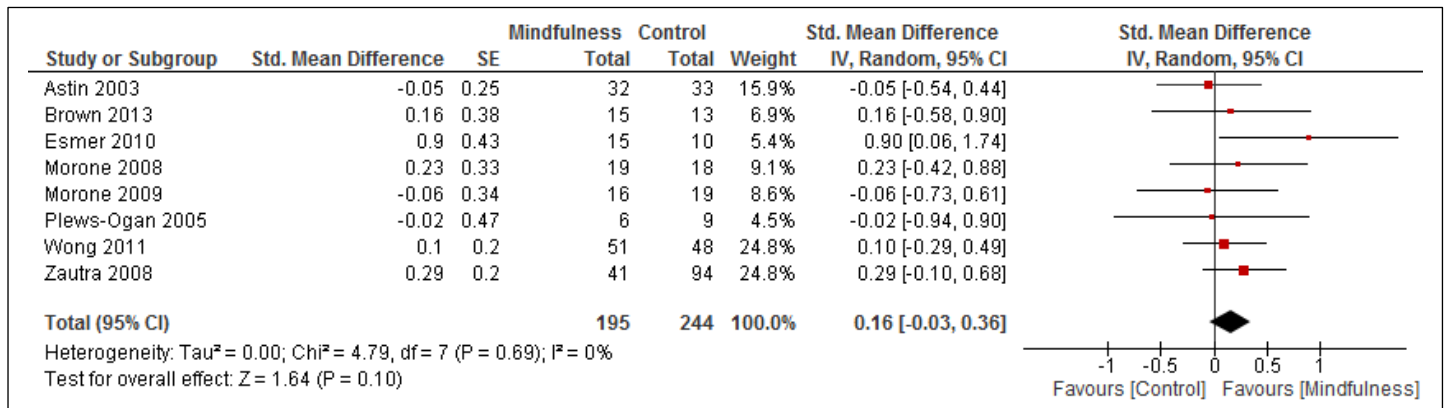 Mindfulness Control Std. Mean Difference Std. Mean Difference
Study or Subgroup Std. Mean Difference SE Total Total Weight IV, Random, 95% CI IV, Random, 95% CI
Astin 2003 -0.05 0.25 32 33 15.9% -0.05 [-0.54, 0.44]
Brown 2013 0.16 0.38 15 13 6.9% 0.16 [-0.58, 0.90]
Esmer 2010 0.9 0.43 15 10 5.4% 0.90 [0.06, 1.74]
Morone 2008 0.23 0.33 19 18 9.1% 0.23 [-0.42, 0.88]
Morone 2009 -0.06 0.34 16 19 8.6% -0.06 [-0.73, 0.61]
Plews-Ogan 2005 -0.02 0.47 6 9 4.5% -0.02 [-0.94, 0.90]
Wong 2011 0.1 0.2 51 48 24.8% 0.10 [-0.29, 0.49]
Zautra 2008 0.29 0.2 41 94 24.8% 0.29 [-0.10, 0.68]
Total (95% CI) 195 244 100.0% 0.16 [-0.03, 0.36]
Heterogeneity: Tau² = 0.00; Chi² = 4.79, df = 7 (P = 0.69); I² = 0%
Test for overall effect: Z = 1.64 (P = 0.10)
-1 -0.5 0 0.5 1
Favours [Control] Favours [Mindfulness]